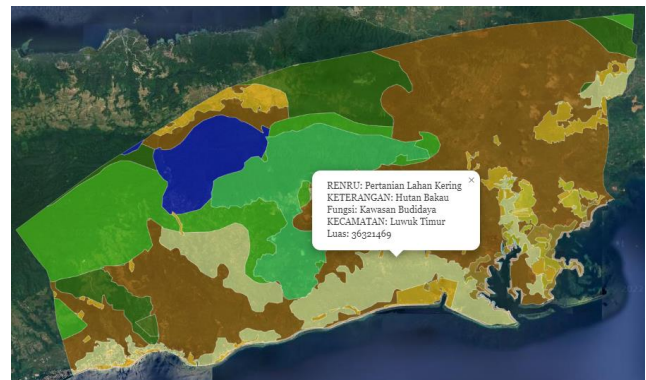 ×
RENRU: Pertanian Lahan Kering
KETERANGAN: Hutan Bakau
Fungsi: Kawasan Budidaya
KECAMATAN: Luwuk Timur
Luas: 36321469